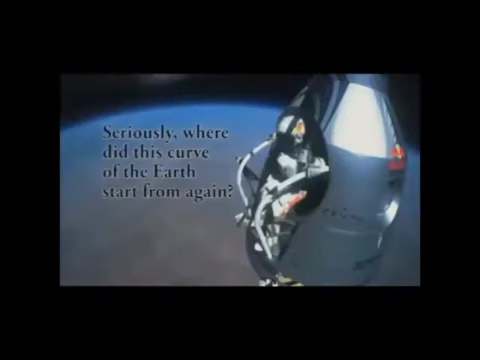 Seriously, where
did this curve
of the Earth
start from again?